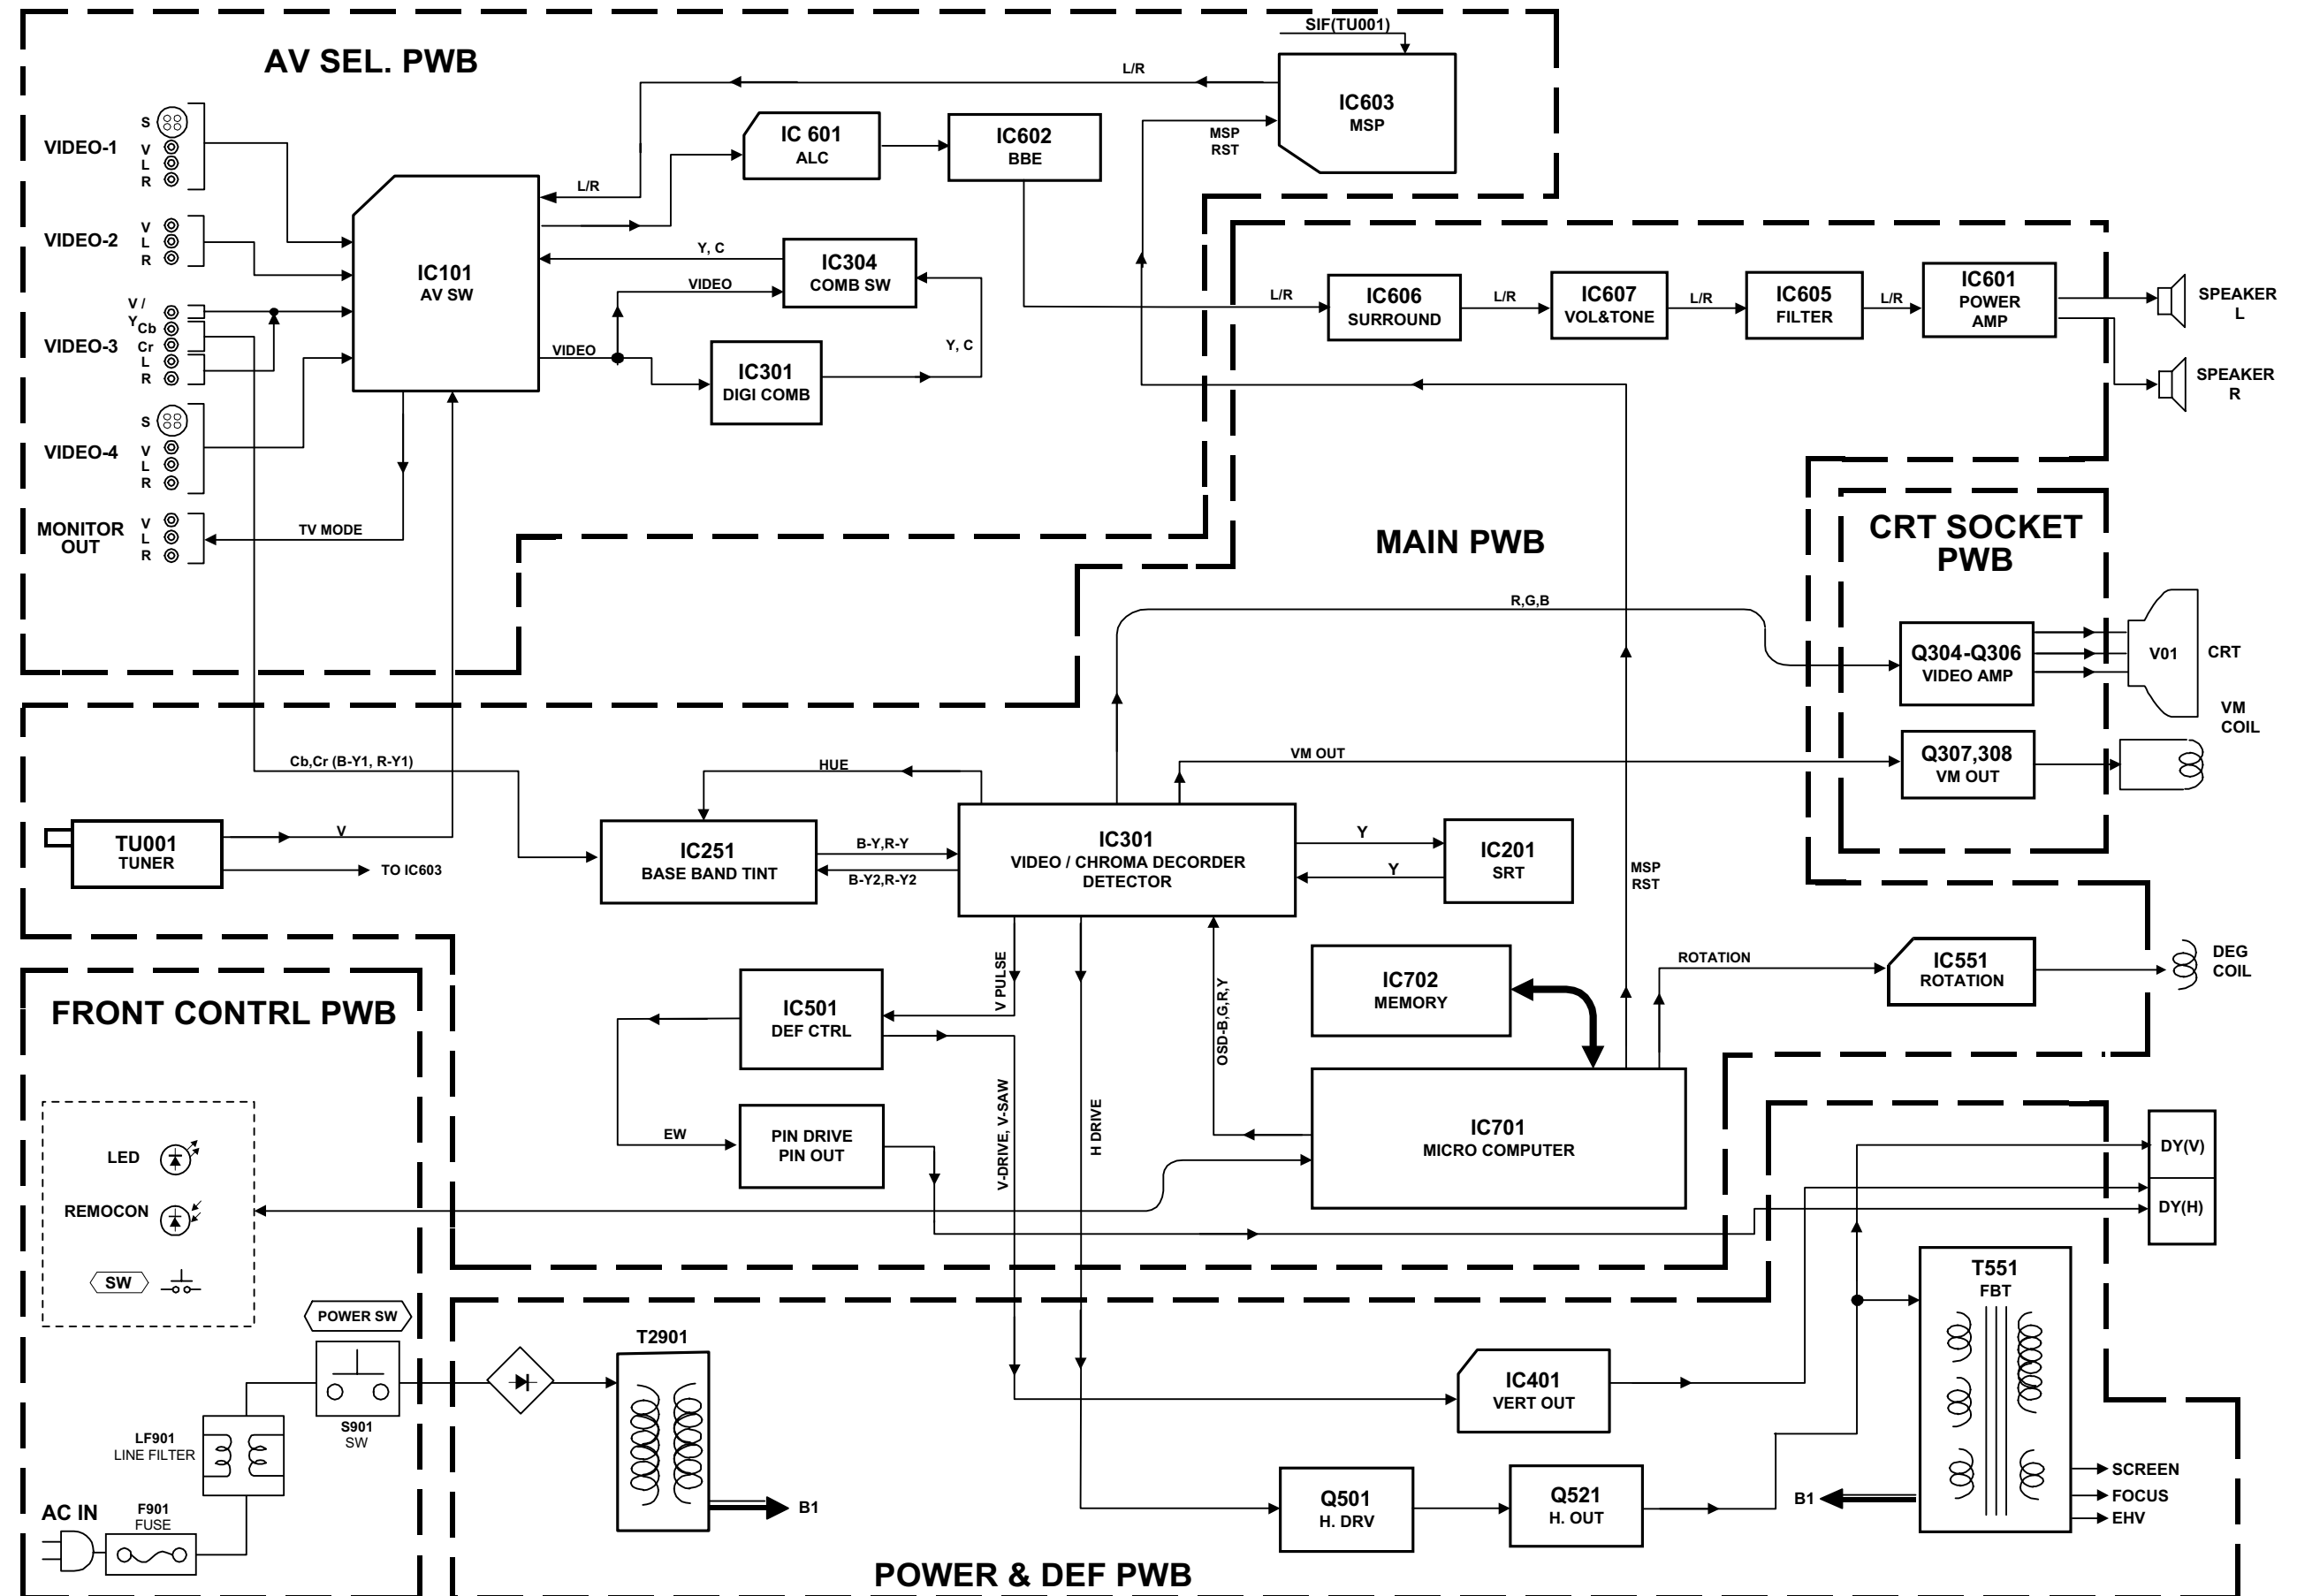 AV SEL. PWB
SIF(TU001)
L/R
IC603
MSP
MSP
RST
VIDEO-1
S
V
L
R
IC 601
ALC
IC602
BBE
L/R
VIDEO-2
V
L
R
IC101
AV SW
Y, C
IC304
COMB SW
VIDEO
VIDEO-3
V /
Y
Cb
Cr
L
R
VIDEO
IC301
DIGI COMB
Y, C
L/R
IC606
SURROUND
L/R
IC607
VOL&TONE
L/R
IC605
FILTER
L/R
IC601
POWER
AMP
SPEAKER
L
SPEAKER
R
VIDEO-4
S
V
L
R
MONITOR
OUT
V
L
R
TV MODE
MAIN PWB
CRT SOCKET
PWB
R,G,B
Q304-Q306
VIDEO AMP
V01
CRT
VM
COIL
Q307,308
VM OUT
VM OUT
Cb,Cr (B-Y1, R-Y1)
HUE
TU001
TUNER
V
TO IC603
IC251
BASE BAND TINT
B-Y,R-Y
B-Y2,R-Y2
IC301
VIDEO / CHROMA DECORDER
DETECTOR
Y
Y
IC201
SRT
MSP
RST
V PULSE
IC501
DEF CTRL
OSD-B,G,R,Y
IC702
MEMORY
ROTATION
IC551
ROTATION
DEG
COIL
FRONT CONTRL PWB
EW
PIN DRIVE
PIN OUT
V-DRIVE, V-SAW
H DRIVE
IC701
MICRO COMPUTER
DY(V)
DY(H)
LED
REMOCON
SW
POWER SW
S901
SW
LF901
LINE FILTER
AC IN
F901
FUSE
T2901
B1
IC401
VERT OUT
Q501
H. DRV
Q521
H. OUT
T551
FBT
B1
SCREEN
FOCUS
EHV
POWER & DEF PWB